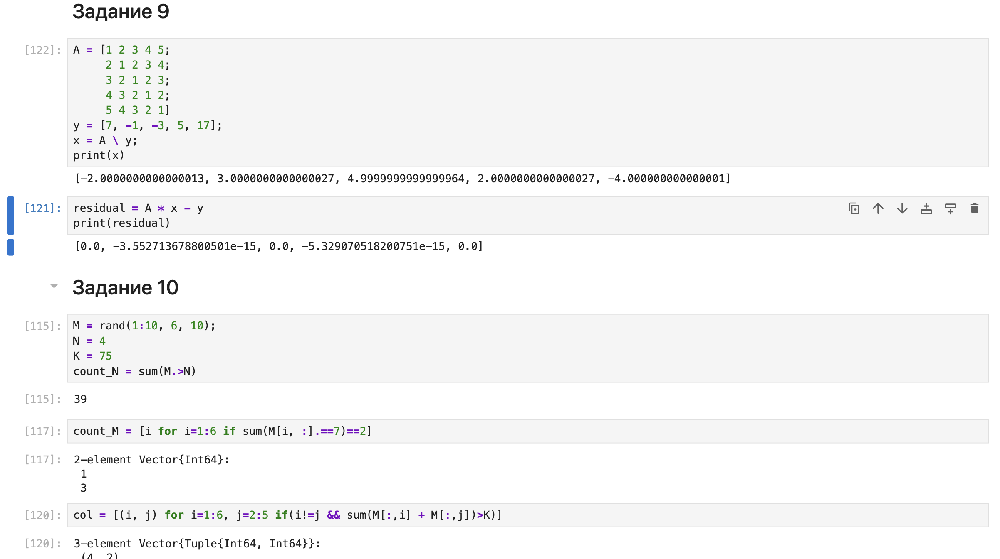 Задание 9
[122]: A = [1 2 3 4 5;
2 1 2 3 4;
3 2 1 2 3;
4 3 2 1 2;
5 4 3 2 1]
y = [7, −1, −3, 5, 17];
x = A \ y;
print(x)
[−2.0000000000000013, 3.0000000000000027, 4.9999999999999964, 2.0000000000000027, −4.000000000000001]
[121]: residual = A * x − y
print(residual)
[0.0, −3.552713678800501e−15, 0.0, −5.329070518200751e−15, 0.0]
Задание 10
[115]: M = rand(1:10, 6, 10);
N = 4
K = 75
count_N = sum(M.>N)
[115]: 39
[117]: count_M = [i for i=1:6 if sum(M[i, :].==7)==2]
[117]: 2−element Vector{Int64}:
1
3
[120]: col = [(i, j) for i=1:6, j=2:5 if(i!=j && sum(M[:,i] + M[:,j])>K)]
[120]: 3−element Vector{Tuple{Int64, Int64}}:
(4, 2)